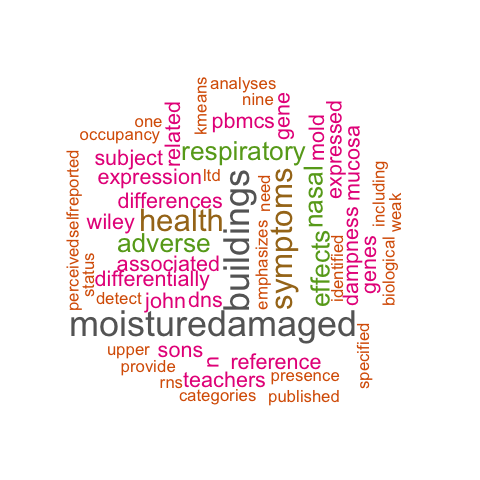 kmeans
analyses
nine
one
related
pbmcs
gene
mold
expressed
occupancy
subject
respiratory
mucosa
perceivedselfreported
expression
ltd
need
nasal
including
differences
buildings
symptoms
wiley
health
adverse
emphasizes
effects
dampness
weak
status
associated
identified
genes
biological
differentially
detect
john
dns
moisturedamaged
upper
sons
n
reference
specified
provide
rns
teachers
presence
categories
published